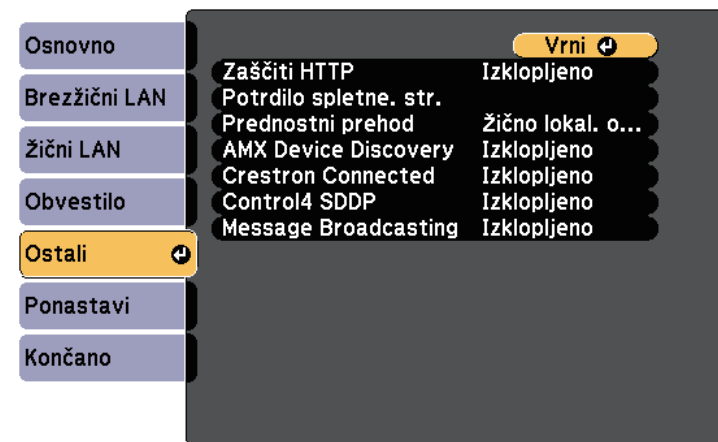 Osnovno
Brezžični LAN
Žični LAN
Obvestilo
Ostali
Ponastavi
Končano
Vrni
Zaščiti HTTP Izklopljeno
Potrdilo spletne. str.
Prednostni prehod Žično lokal. o...
AMX Device Discovery Izklopljeno
Crestron Connected Izklopljeno
Control4 SDDP Izklopljeno
Message Broadcasting Izklopljeno